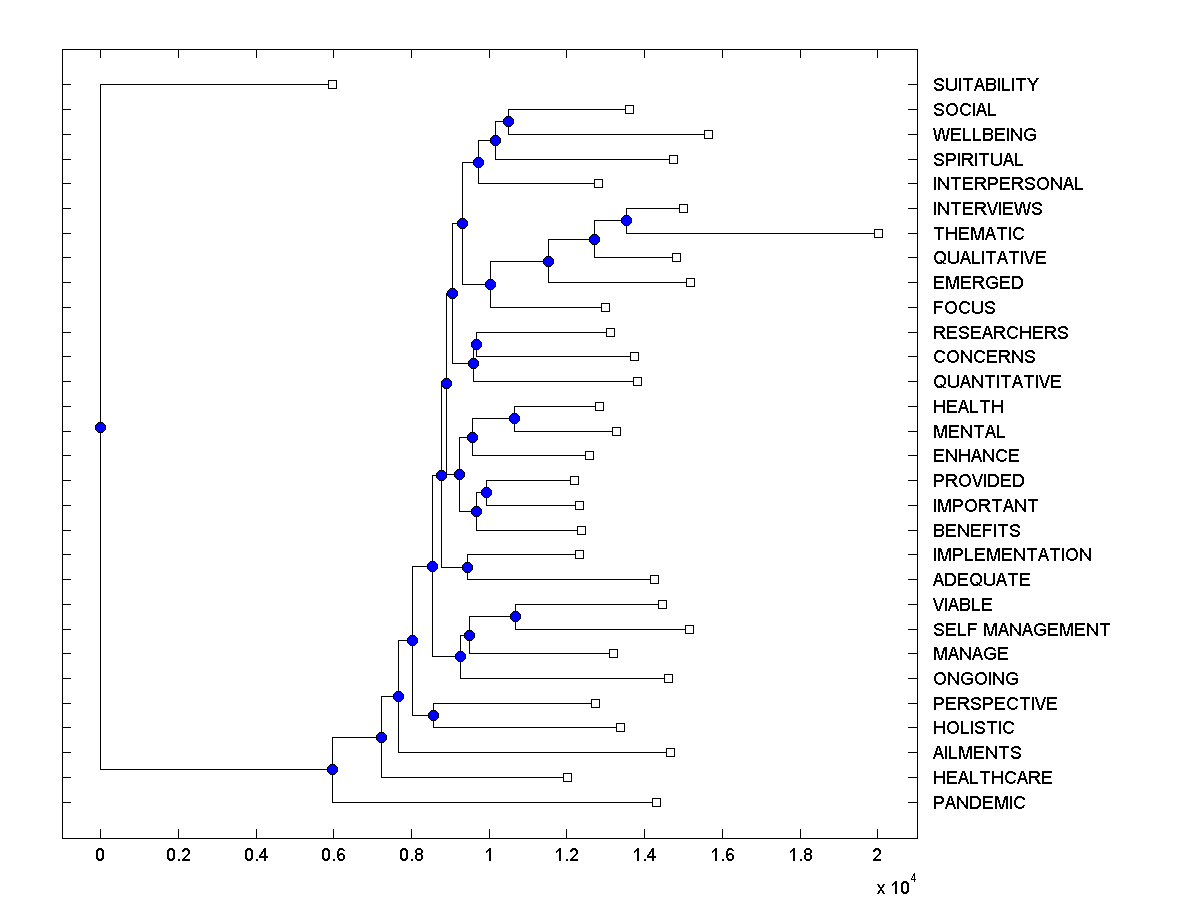 SUITABILITY
SOCIAL
WELLBEING
SPIRITUAL
INTERPERSONAL
INTERVIEWS
THEMATIC
QUALITATIVE
EMERGED
FOCUS
RESEARCHERS
CONCERNS
QUANTITATIVE
HEALTH
MENTAL
ENHANCE
PROVIDED
IMPORTANT
BENEFITS
IMPLEMENTATION
ADEQUATE
VIABLE
SELF MANAGEMENT
MANAGE
ONGOING
PERSPECTIVE
HOLISTIC
AILMENTS
HEALTHCARE
PANDEMIC
0 0.2 0.4 0.6 0.8 1 1.2 1.4 1.6 1.8 2
x 10^4